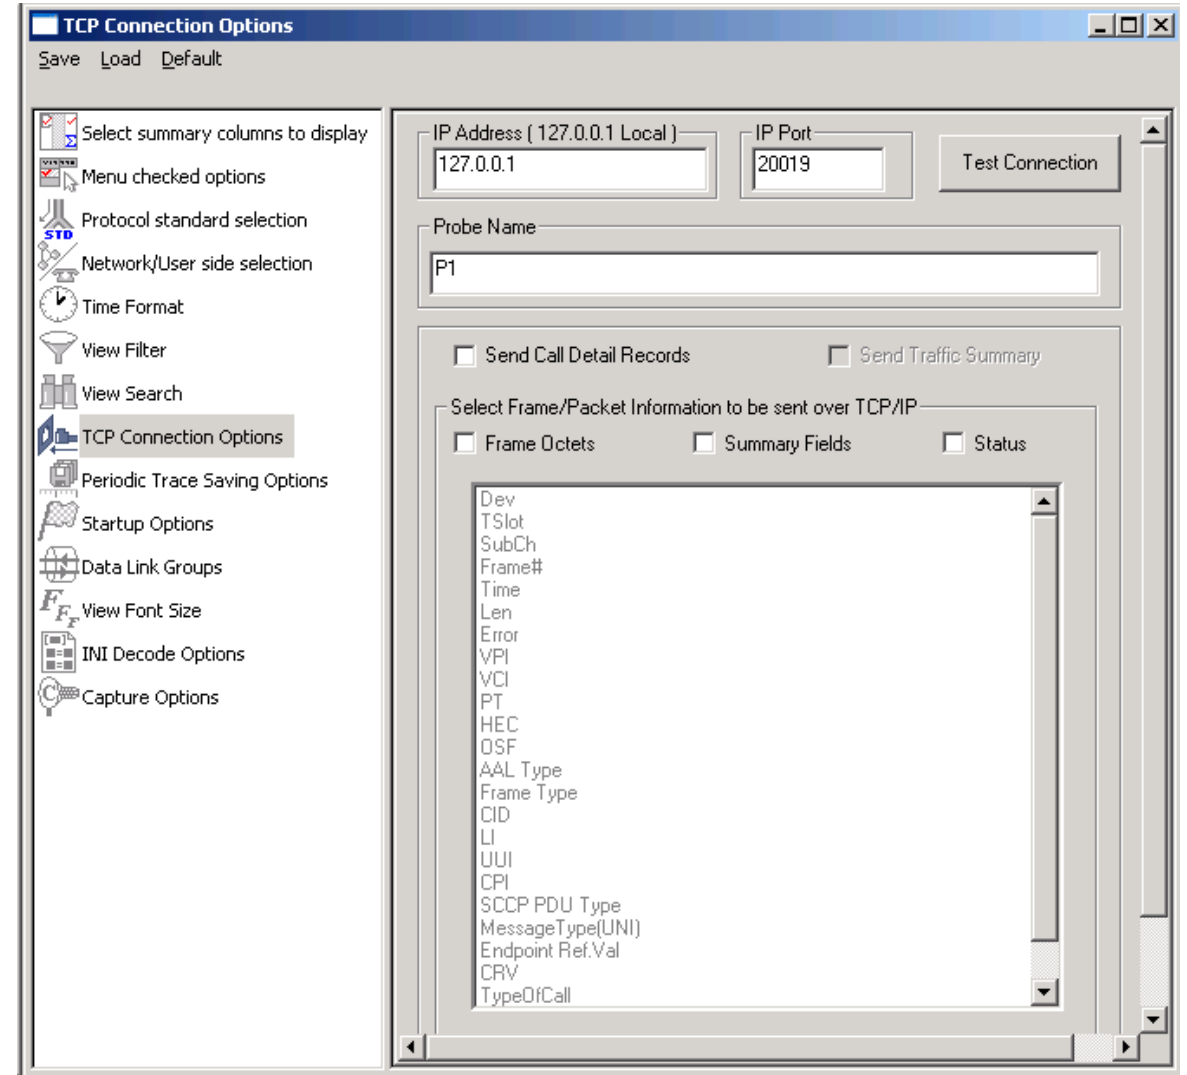 TCP Connection Options
Save Load Default
Select summary columns to display
Menu checked options
STD
Protocol standard selection
Network/User side selection
Time Format
View Filter
View Search
TCP Connection Options
Periodic Trace Saving Options
Startup Options
Data Link Groups
View Font Size
INI Decode Options
Capture Options
IP Address ( 127.0.0.1 Local )
127.0.0.1
IP Port
20019
Test Connection
Probe Name
P1
Send Call Detail Records
Send Traffic Summary
Select Frame/Packet Information to be sent over TCP/IP
Frame Octets
Summary Fields
Status
Dev
TSlot
SubCh
Frame#
Time
Len
Error
VPI
VCI
PT
HEC
OSF
AAL Type
Frame Type
CID
LI
UUI
CPI
SCCP PDU Type
MessageType(UNI)
Endpoint Ref.Val
CRV
TypeOfCall